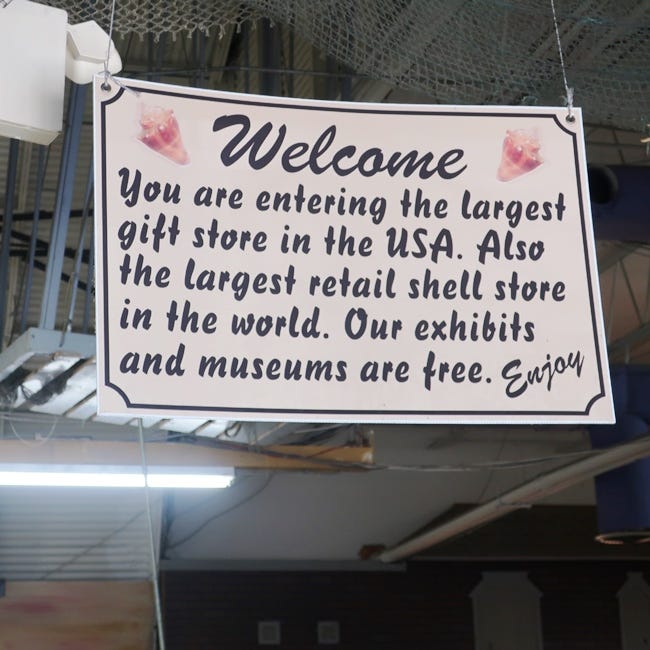 Welcome
You are entering the largest
gift store in the USA. Also
the largest retail shell store
in the world. Our exhibits
and museums are free. Enjoy